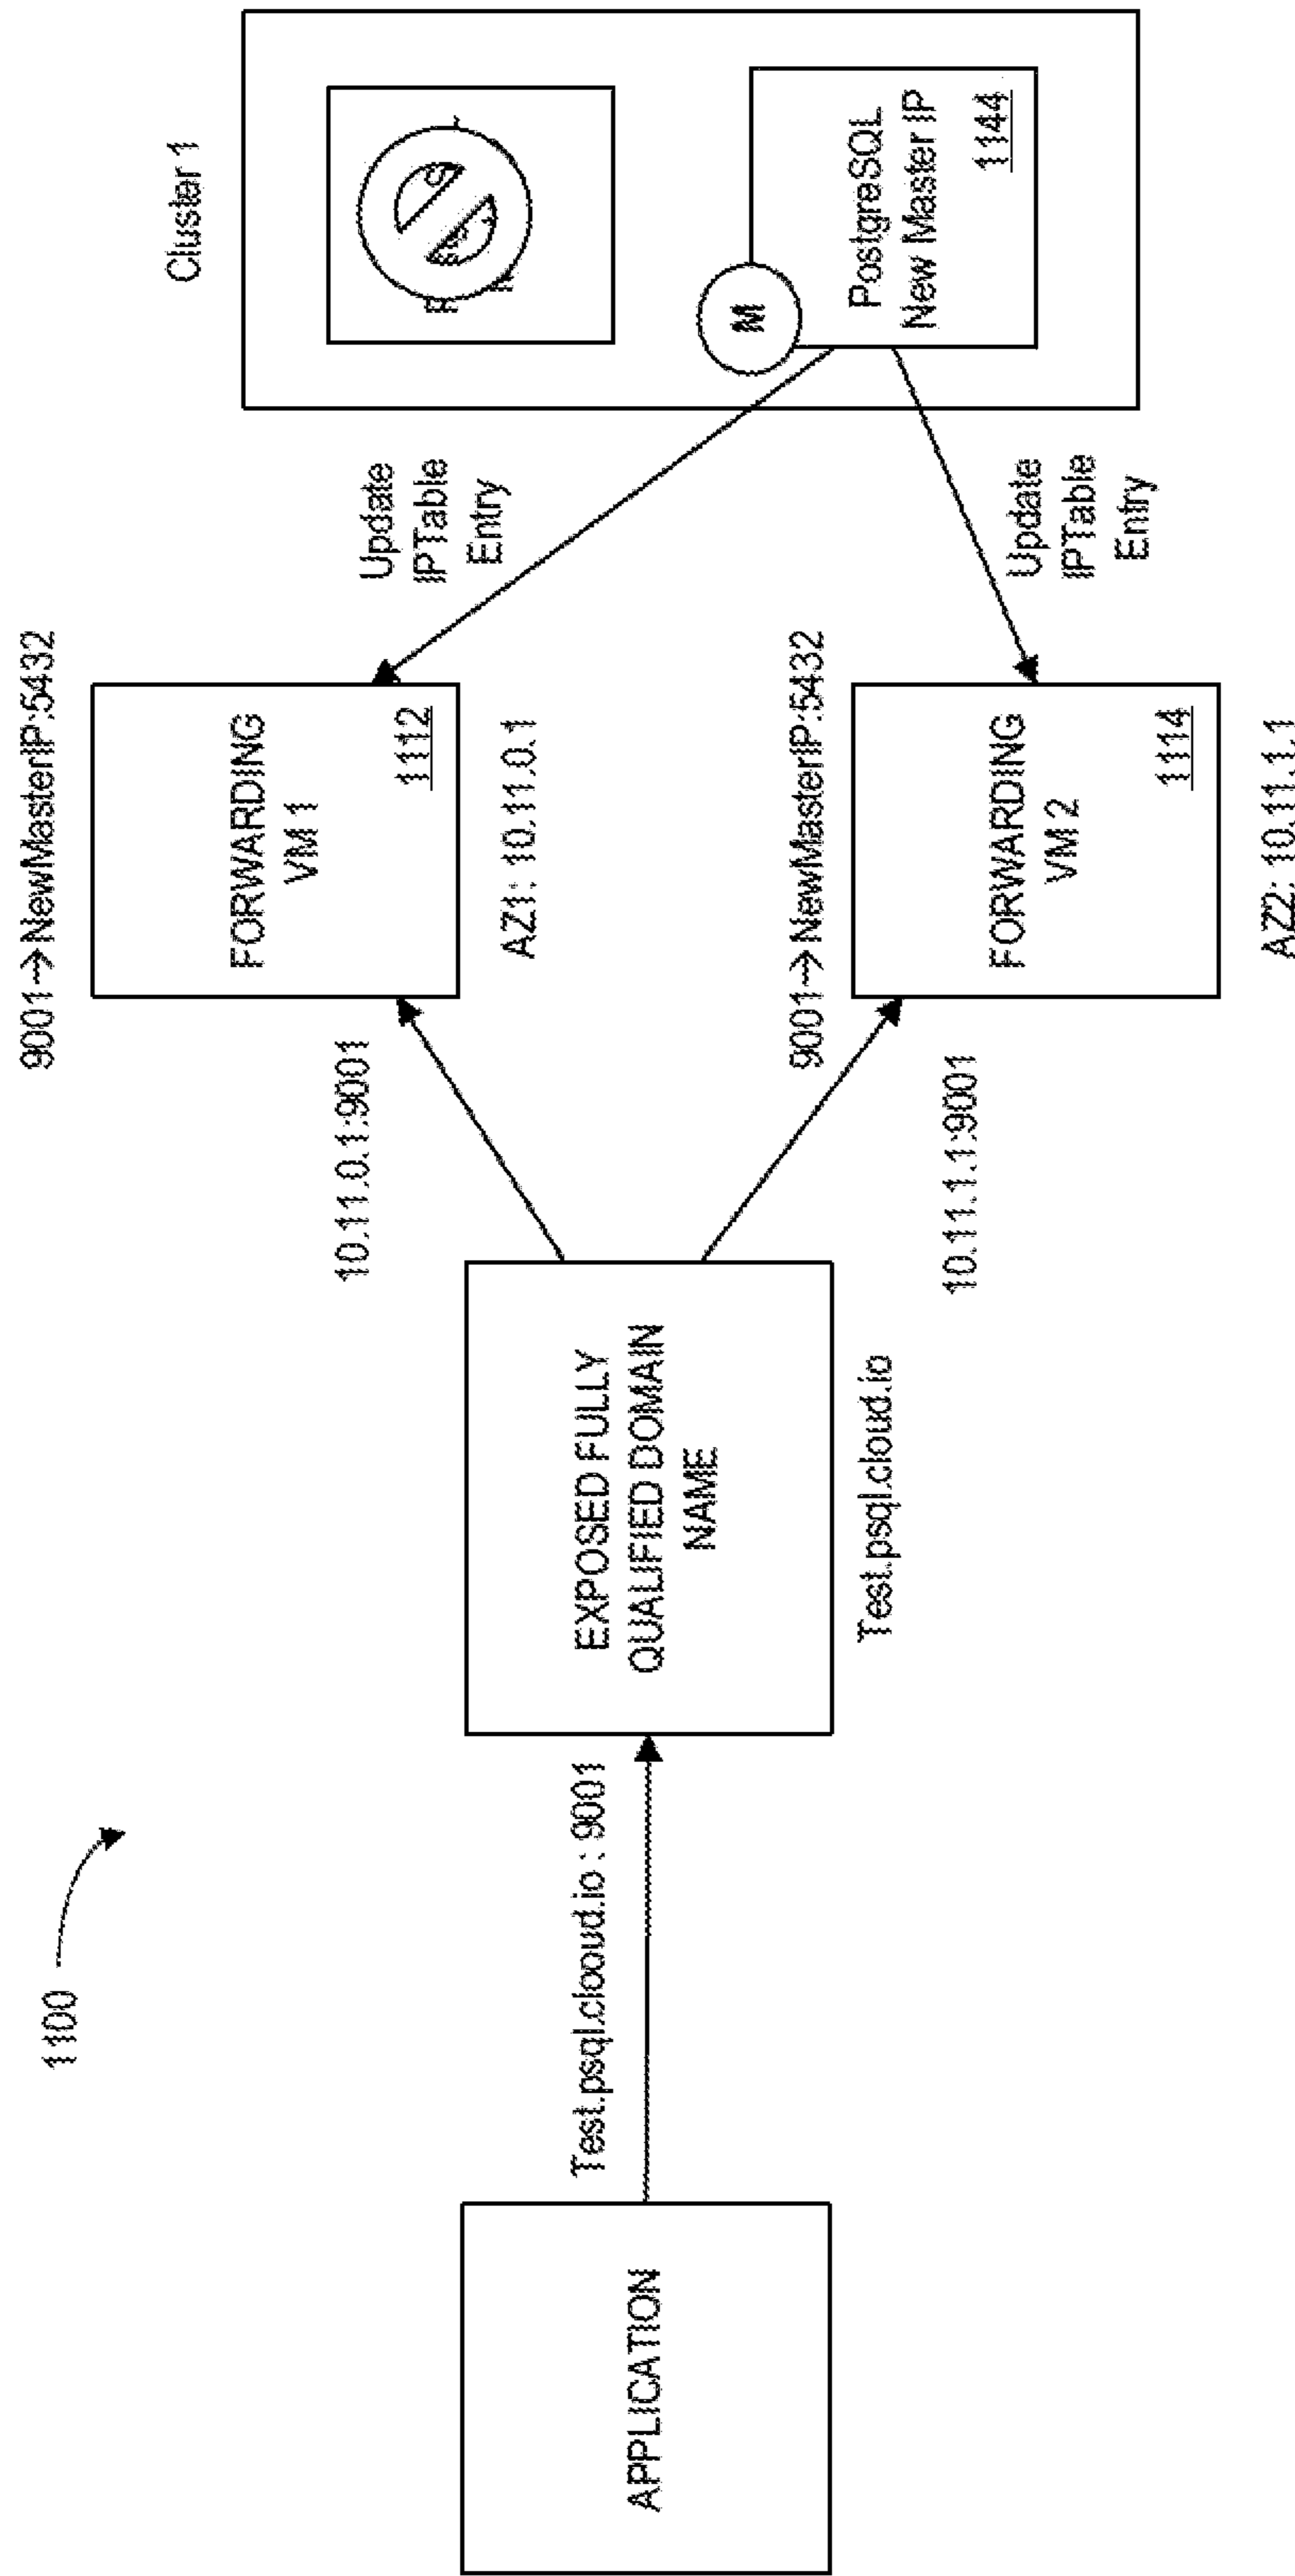 1100
APPLICATION
Test.psql.cloud.io : 9001
EXPOSED FULLY
QUALIFIED DOMAIN
NAME
Test.psql.cloud.io
10.11.0.1:9001
10.11.1.1:9001
9001→NewMasterIP:5432
FORWARDING
VM 1
1112
AZ1: 10.11.0.1
9001→NewMasterIP:5432
FORWARDING
VM 2
1114
AZ2: 10.11.1.1
Update
IPTable
Entry
Update
IPTable
Entry
Cluster 1
M
PostgreSQL
New Master IP
1144